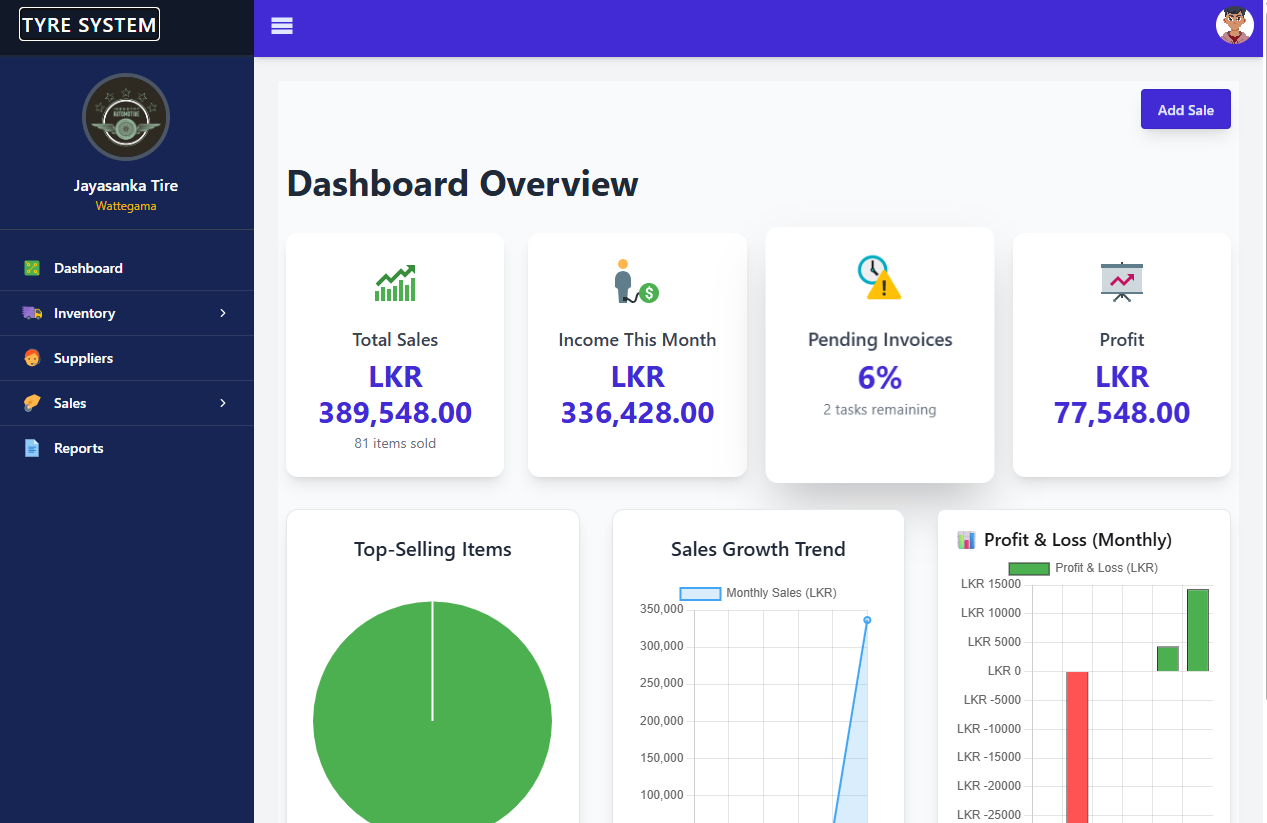 TYRE SYSTEM
Jayasanka Tire
Wattegama
Dashboard
Inventory
Suppliers
Sales
Reports
Add Sale
Dashboard Overview
Total Sales
LKR
389,548.00
81 items sold
Income This Month
LKR
336,428.00
Pending Invoices
6%
2 tasks remaining
Profit
LKR
77,548.00
Top-Selling Items
Sales Growth Trend
Monthly Sales (LKR)
350,000
300,000
250,000
200,000
150,000
100,000
Profit & Loss (Monthly)
Profit & Loss (LKR)
LKR 15000
LKR 10000
LKR 5000
LKR 0
LKR -5000
LKR -10000
LKR -15000
LKR -20000
LKR -25000